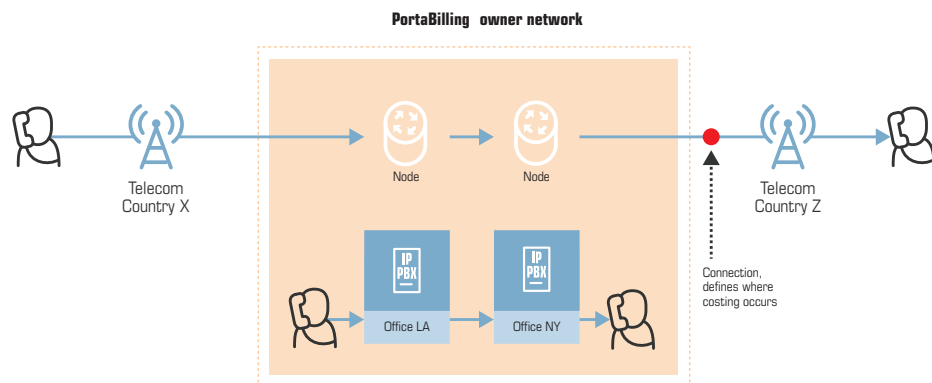 PortaBilling owner network
Node
Node
Telecom
Country X
Telecom
Country Z
IP
PBX
IP
PBX
Connection,
defines where
costing occurs
Office LA
Office NY